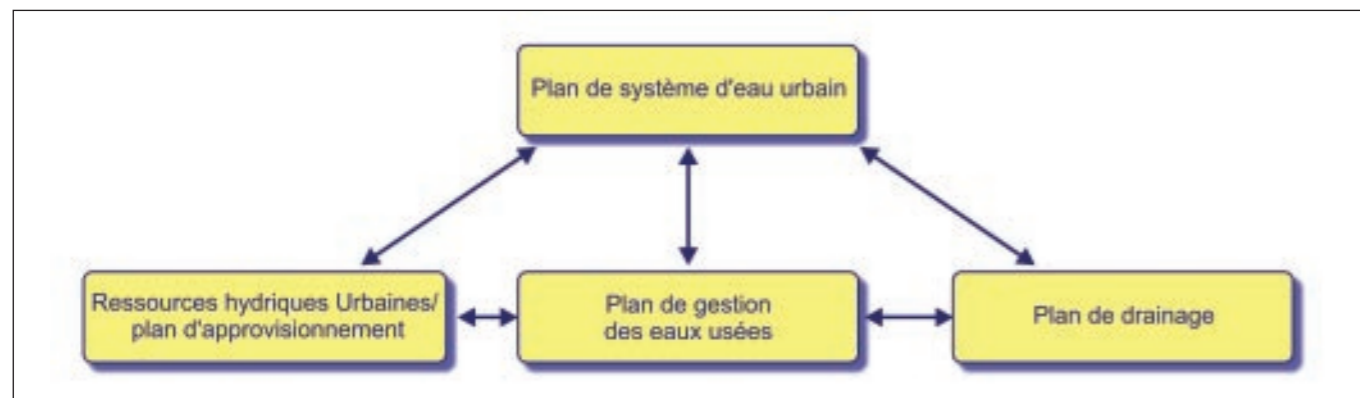 Plan de système d'eau urbain
Ressources hydriques Urbaines/
plan d'approvisionnement
Plan de gestion
des eaux usées
Plan de drainage